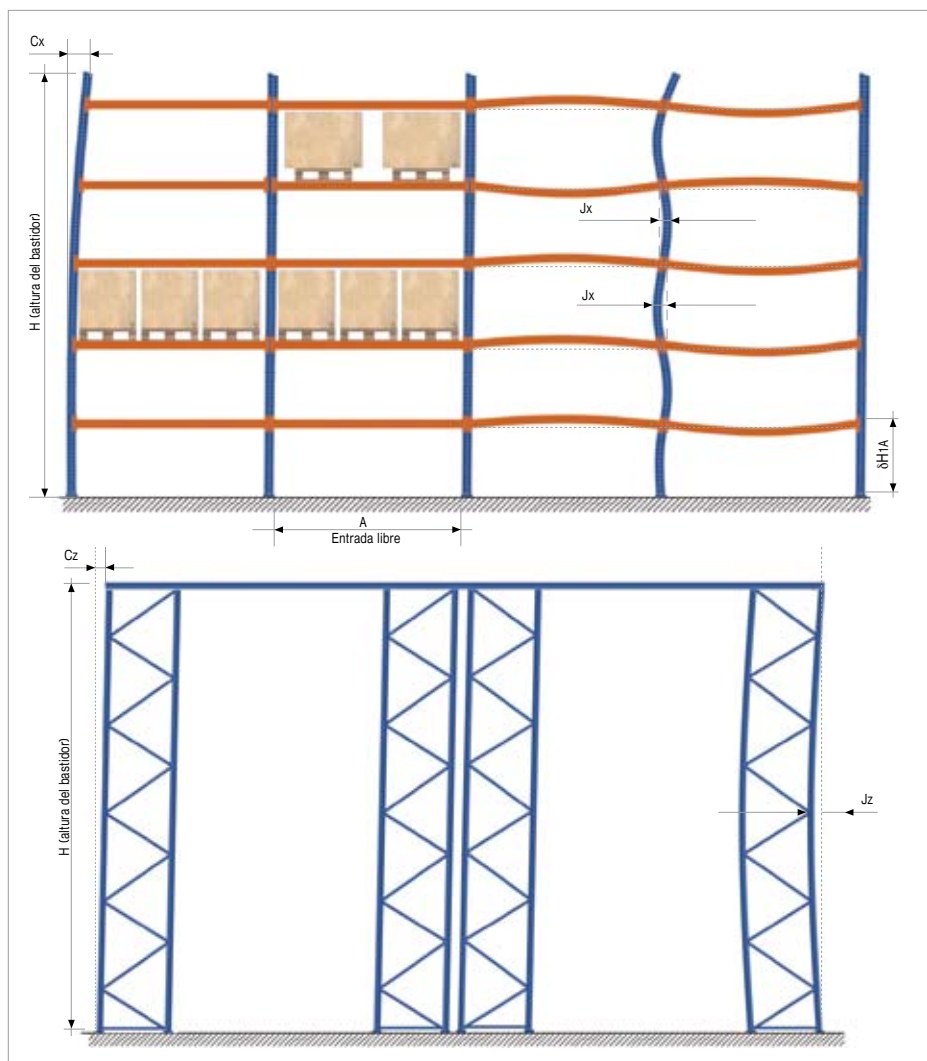 Cx
H (altura del bastidor)
Jx
Jx
δH1A
A
Entrada libre
Cz
H (altura del bastidor)
Jz